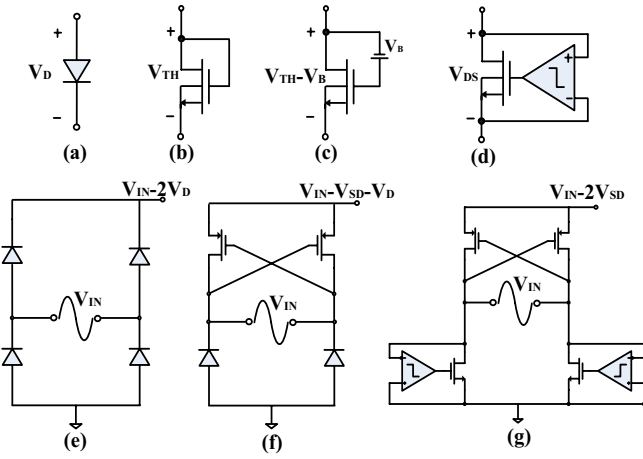 +
+
+
+
V_B
V_D
V_TH
V_TH-V_B
V_DS
+
-
−
−
−
−
(a)
(b)
(c)
(d)
V_IN-2V_D
V_IN-V_SD-V_D
V_IN-2V_SD
V_IN
V_IN
V_IN
(e)
(f)
(g)